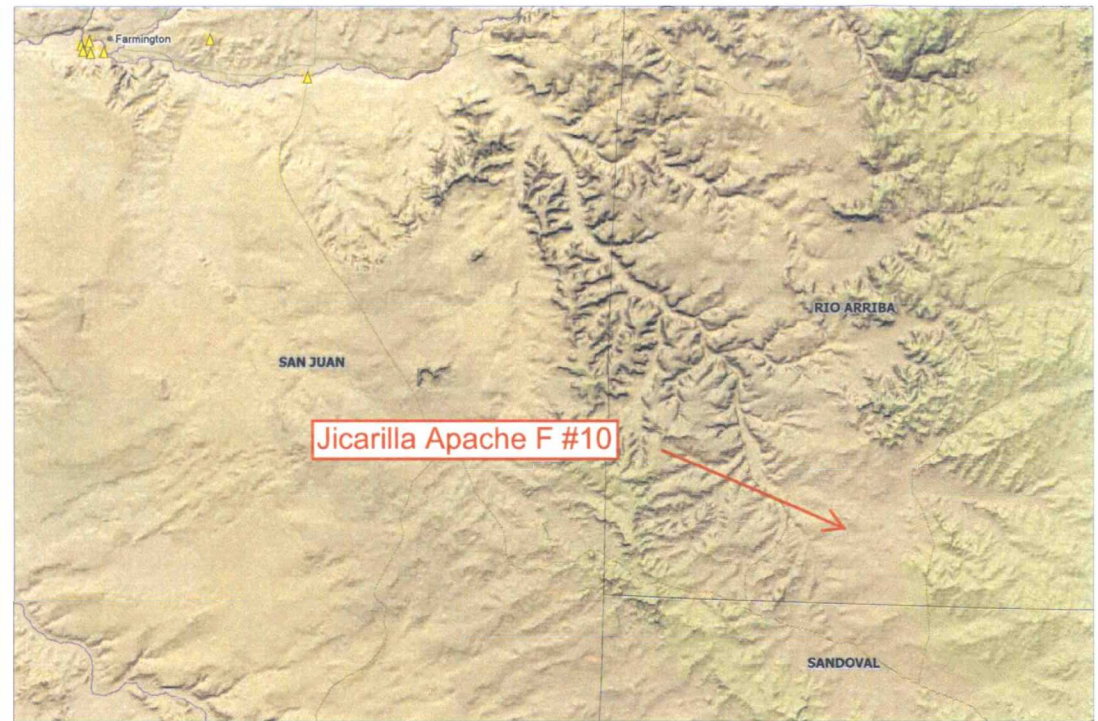 Farmington
RIO ARRIBA
SAN JUAN
Jicarilla Apache F #10
SANDOVAL